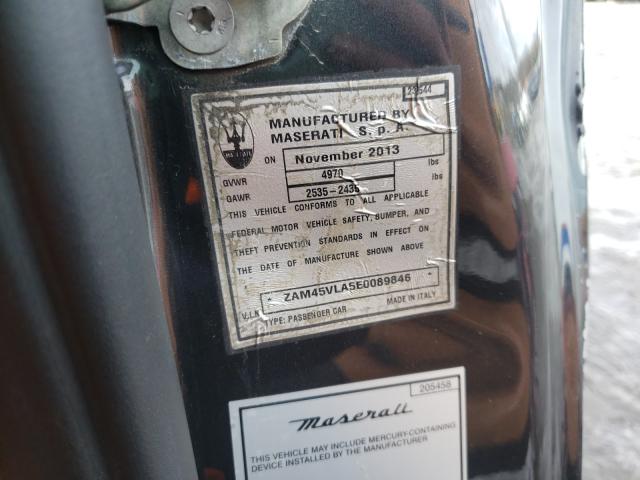 23544
MANUFACTURED BY
MASERATI S. p. A.
MASERATI
ON November 2013
GVWR 4970 lbs
GAWR 2535-2436 lbs
THIS VEHICLE CONFORMS TO ALL APPLICABLE
FEDERAL MOTOR VEHICLE SAFETY, BUMPER, AND
THEFT PREVENTION STANDARDS IN EFFECT ON
THE DATE OF MANUFACTURE SHOWN ABOVE
ZAM45VLA5E0089846
V.I.N.
TYPE: PASSENGER CAR MADE IN ITALY
205458
Maserati
THIS VEHICLE MAY INCLUDE MERCURY-CONTAINING
DEVICE INSTALLED BY THE MANUFACTURER